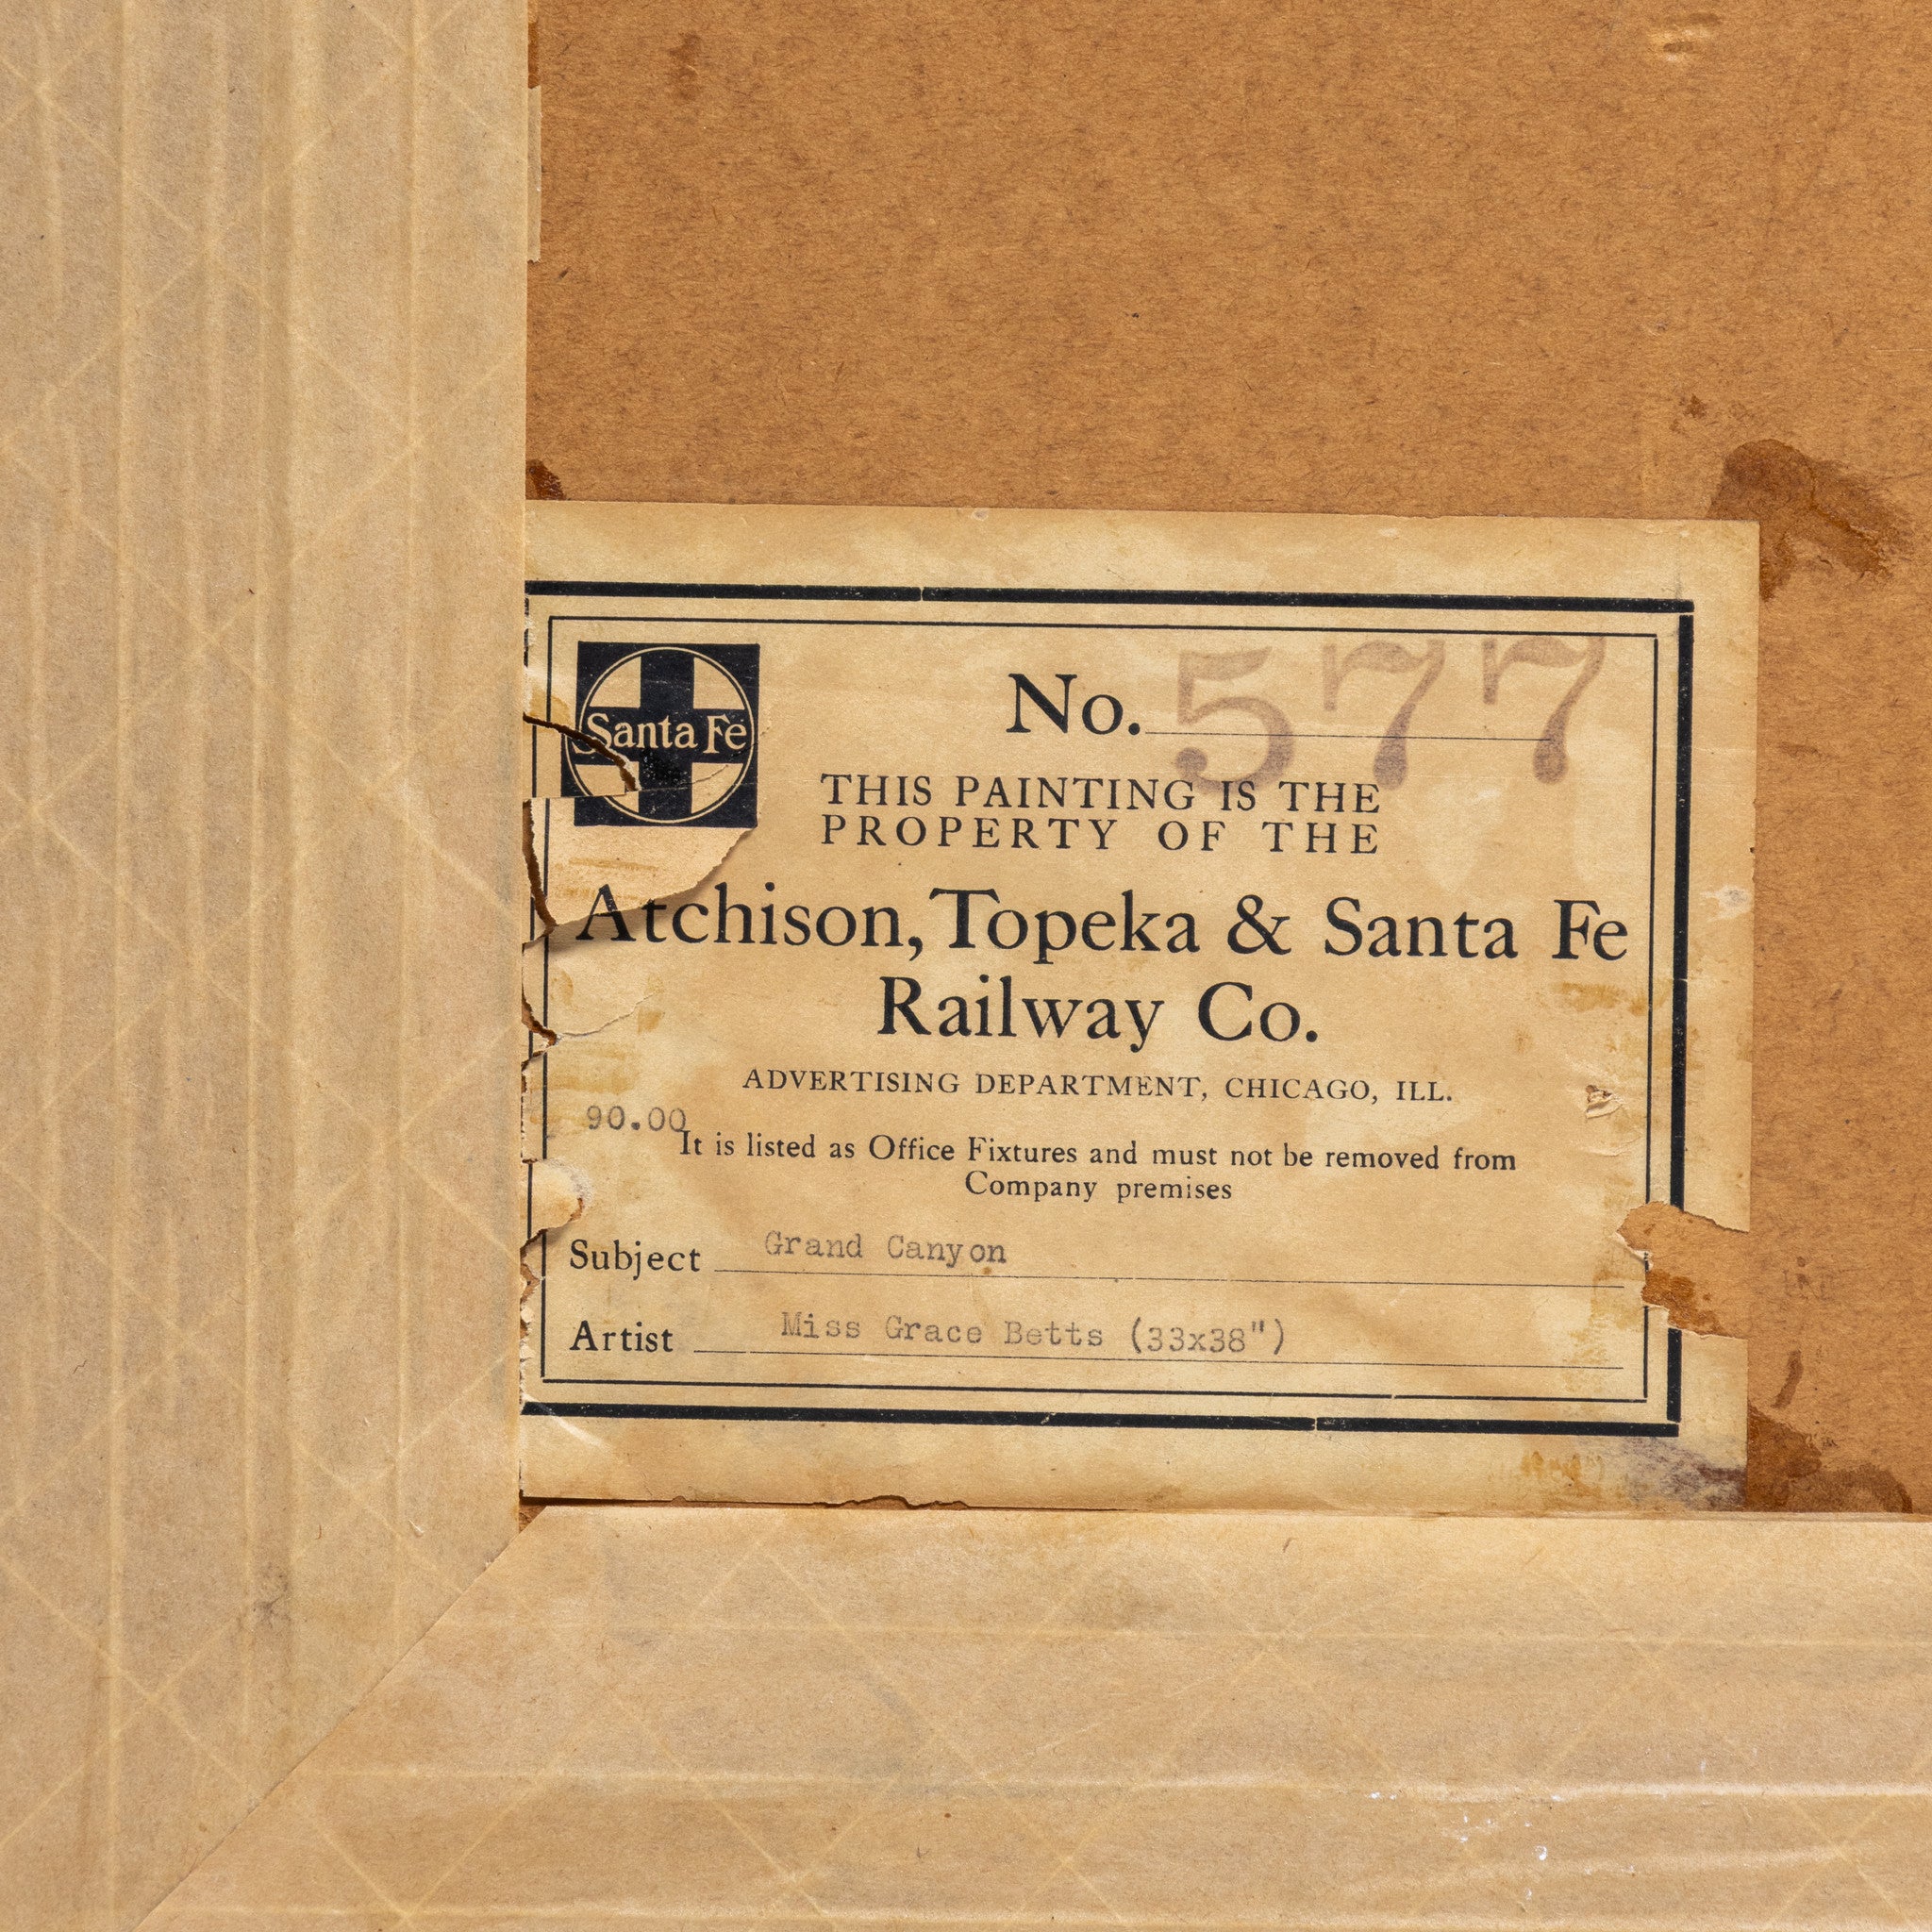 Santa Fe
No. 577
THIS PAINTING IS THE
PROPERTY OF THE
Atchison, Topeka & Santa Fe
Railway Co.
ADVERTISING DEPARTMENT, CHICAGO, ILL.
90.00
It is listed as Office Fixtures and must not be removed from
Company premises
Subject Grand Canyon
Artist Miss Grace Betts (33x38")